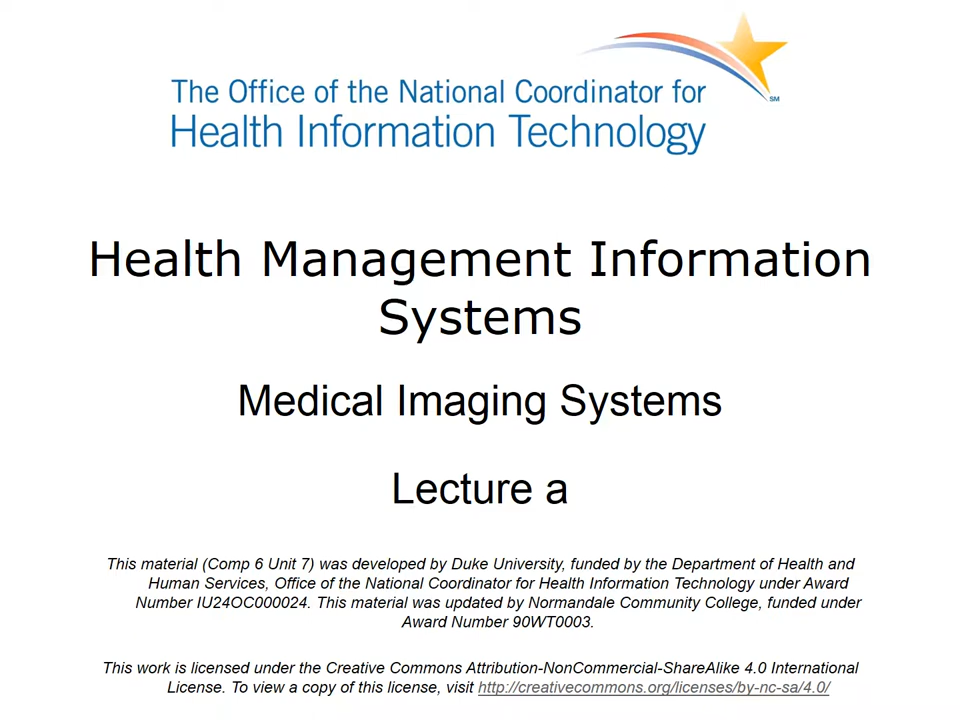 The Office of the National Coordinator for
Health Information Technology
SM
Health Management Information
Systems
Medical Imaging Systems
Lecture a
This material (Comp 6 Unit 7) was developed by Duke University, funded by the Department of Health and
Human Services, Office of the National Coordinator for Health Information Technology under Award
Number IU24OC000024. This material was updated by Normandale Community College, funded under
Award Number 90WT0003.
This work is licensed under the Creative Commons Attribution-NonCommercial-ShareAlike 4.0 International
License. To view a copy of this license, visit http://creativecommons.org/licenses/by-nc-sa/4.0/